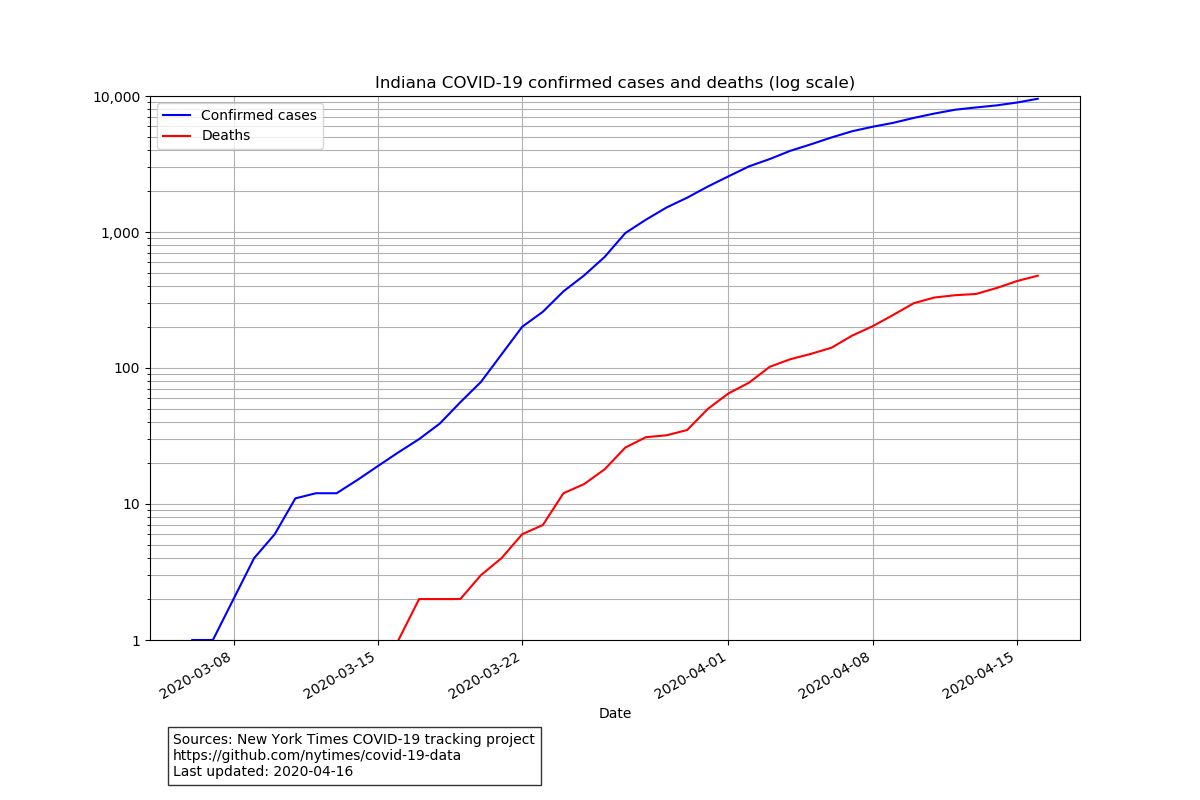 Indiana COVID-19 confirmed cases and deaths (log scale)
10,000
1,000
100
10
1
Confirmed cases
Deaths
2020-03-08
2020-03-15
2020-03-22
2020-04-01
2020-04-08
2020-04-15
Date
Sources: New York Times COVID-19 tracking project
https://github.com/nytimes/covid-19-data
Last updated: 2020-04-16